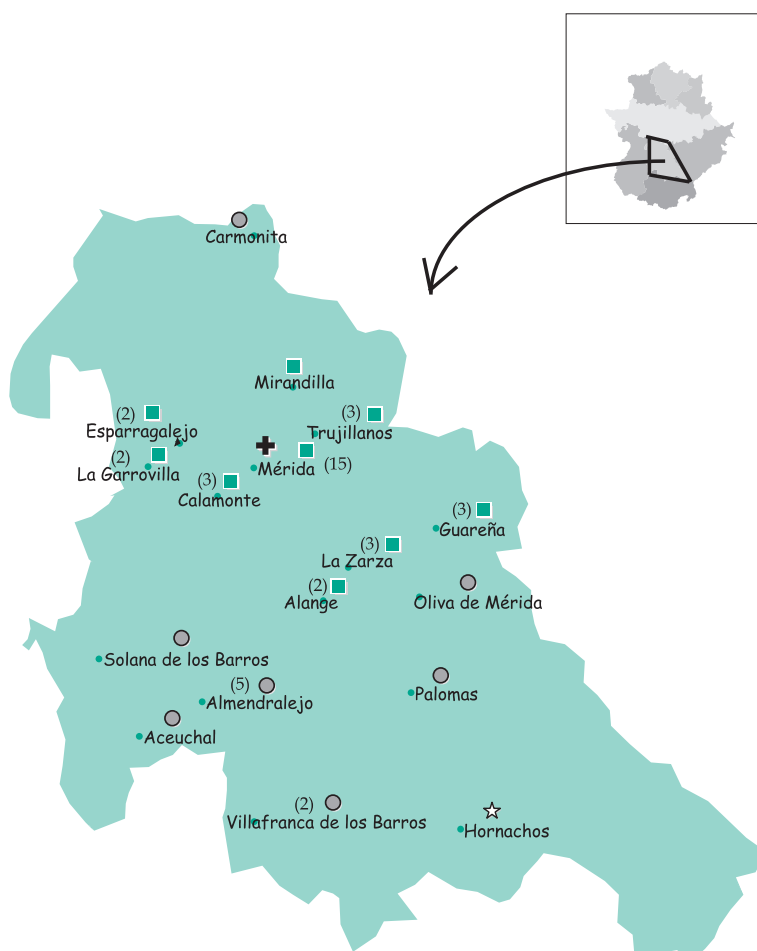 Carmonita
Mirandilla
(2)
(3)
Esparragalejo
Trujillanos
(2)
La Garrovilla
Mérida (15)
(3)
Calamonte
(3)
Guareña
(3)
La Zarza
(2)
Alange
Oliva de Mérida
Solana de los Barros
(5)
Almendralejo
Palomas
Aceuchal
(2)
Villafranca de los Barros
Hornachos